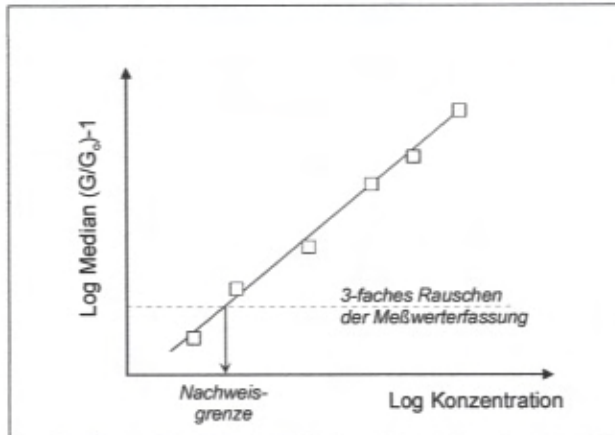 Log Median (G/G₀)-1
3-faches Rauschen
der Meßwerterfassung
Nachweis-
grenze
Log Konzentration